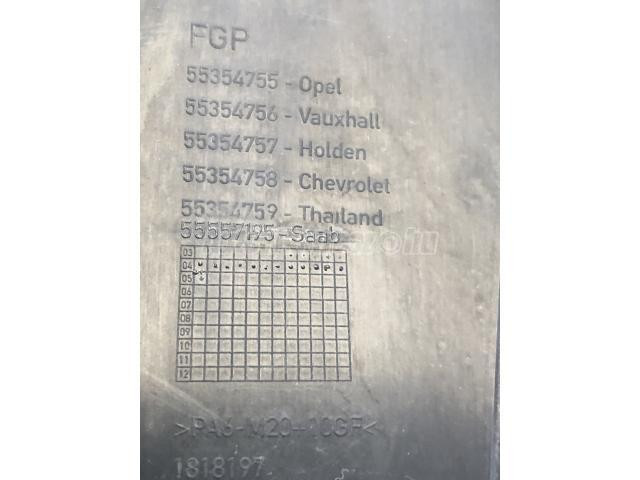 FGP
55354755 - Opel
55354756 - Vauxhall
55354757 - Holden
55354758 - Chevrolet
55354759 - Thailand
55557195 - Saab
03
04
05
06
07
08
09
10
11
12
>PA6-M20+10GF<
1818197